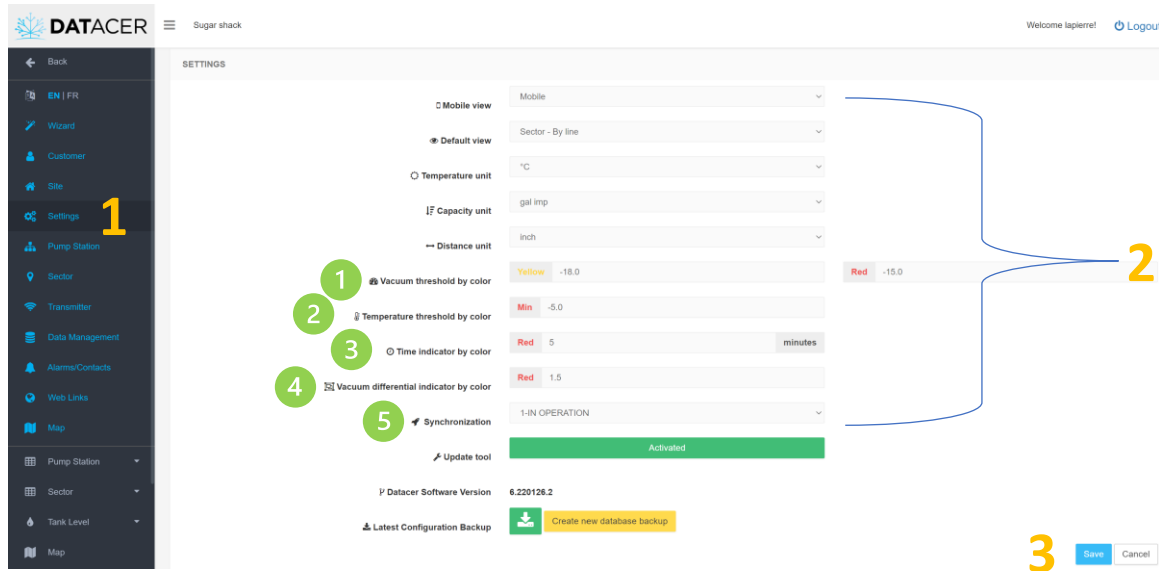 DATACER
Sugar shack
Welcome lapierre! Logout
Back
SETTINGS
EN | FR
Wizard
Customer
Site
Settings
1
Pump Station
Sector
Transmitter
Data Management
Alarms/Contacts
Web Links
Map
Pump Station
Sector
Tank Level
Map
Mobile view Mobile
Default view Sector - By line
Temperature unit °C
Capacity unit gal imp
Distance unit inch
1 Vacuum threshold by color Yellow -18.0 Red -15.0
2
2 Temperature threshold by color Min -5.0
3 Time indicator by color Red 5 minutes
4 Vacuum differential indicator by color Red 1.5
5 Synchronization 1-IN OPERATION
Update tool Activated
Datacer Software Version 6.220126.2
Latest Configuration Backup Create new database backup
3 Save Cancel